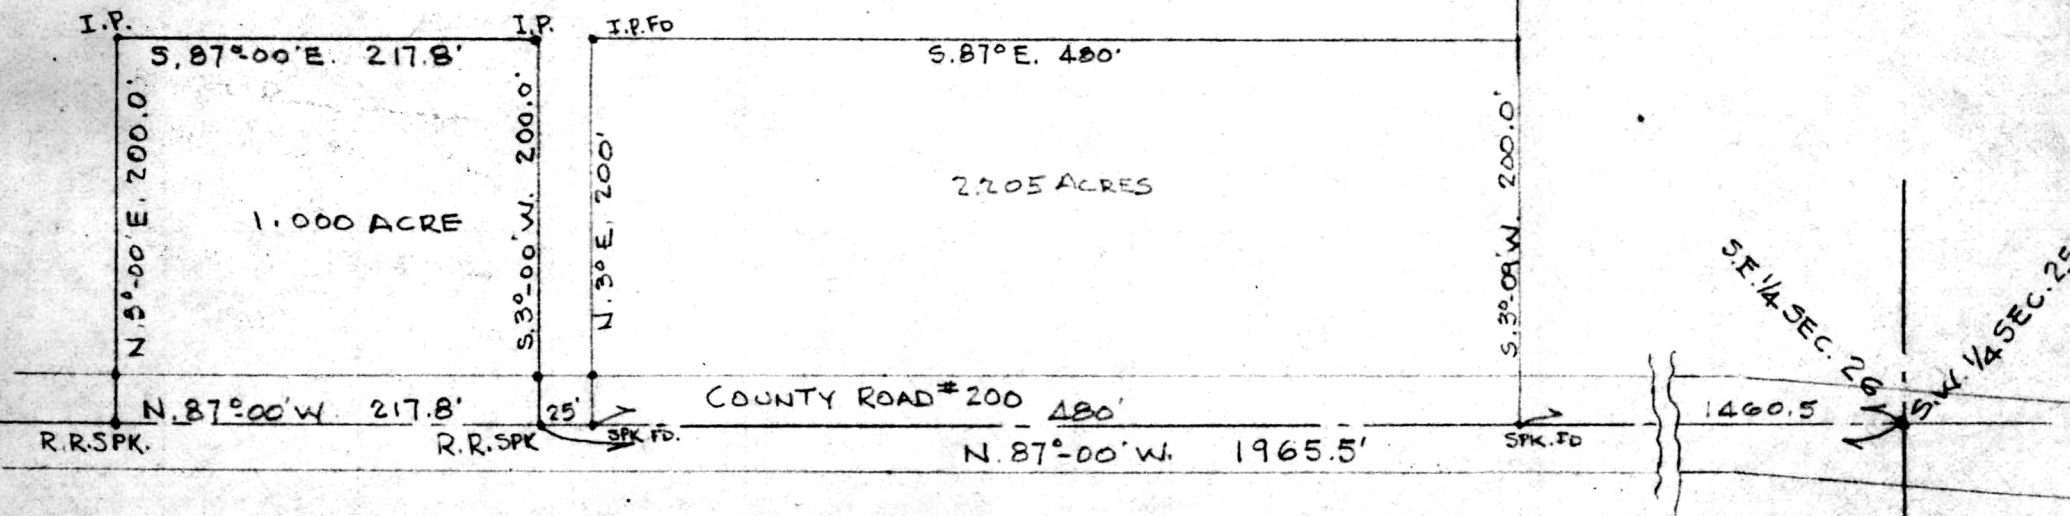 I.P.
I.P.
I.P.FD
S.87°-00'E. 217.8'
S.87°E. 480'
N.3°-00'E. 200.0'
S.3°-00'W. 200.0'
N.3°E. 200'
S.3°-09'W. 200.0'
1.000 ACRE
2.205 ACRES
S.E. 1/4 SEC. 26
S.W. 1/4 SEC. 25
COUNTY ROAD #200
N.87°-00'W 217.8'
25'
480'
1460.5
R.R.SPK.
R.R.SPK
SPK.FD.
SPK.FD
N.87°-00'W. 1965.5'